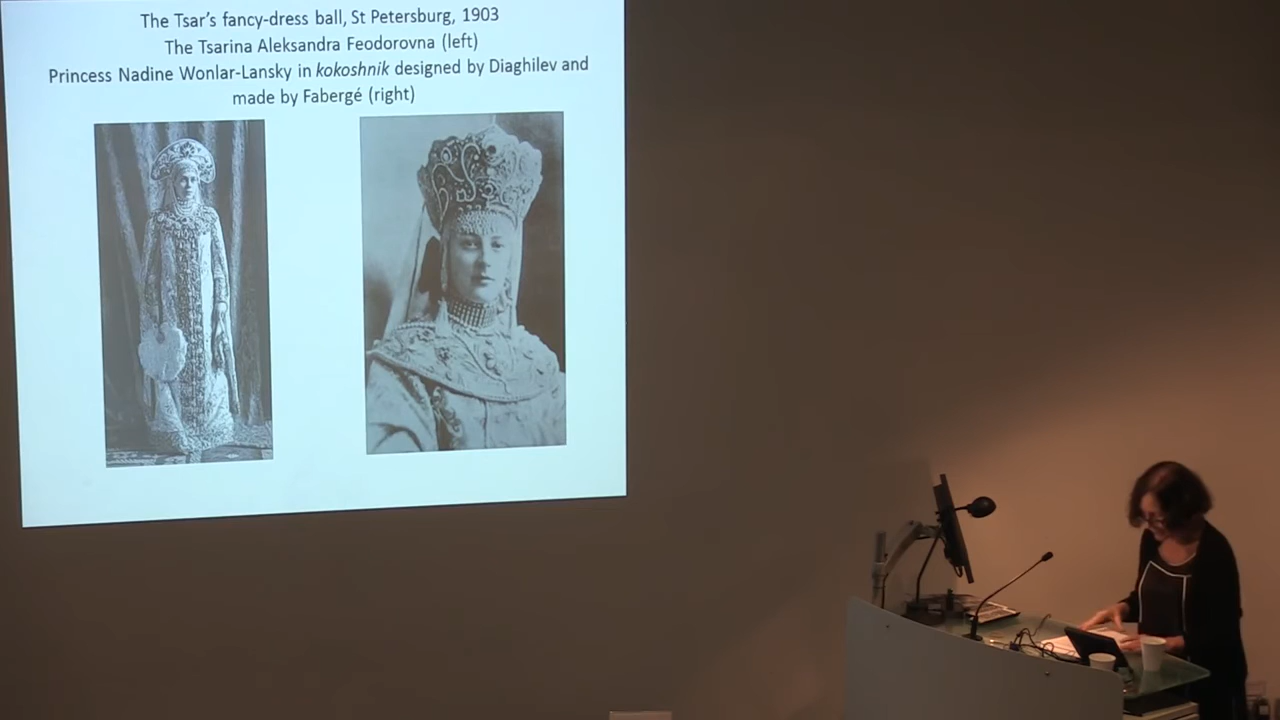 The Tsar's fancy-dress ball, St Petersburg, 1903
The Tsarina Aleksandra Feodorovna (left)
Princess Nadine Wonlar-Lansky in kokoshnik designed by Diaghilev and
made by Fabergé (right)